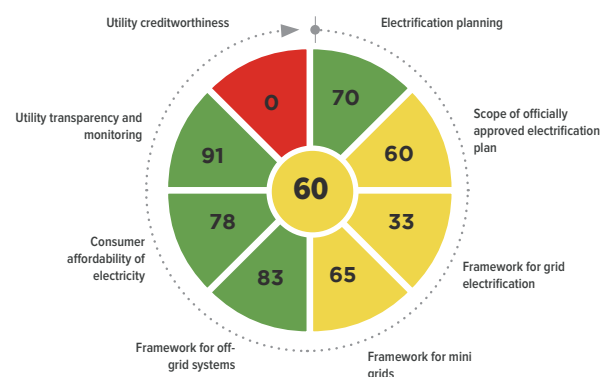 Utility creditworthiness
Electrification planning
0
70
Utility transparency and
monitoring
Scope of officially
approved electrification
plan
91
60
60
78
33
Consumer
affordability of
electricity
Framework for grid
electrification
83
65
Framework for off-
grid systems
Framework for mini
grids